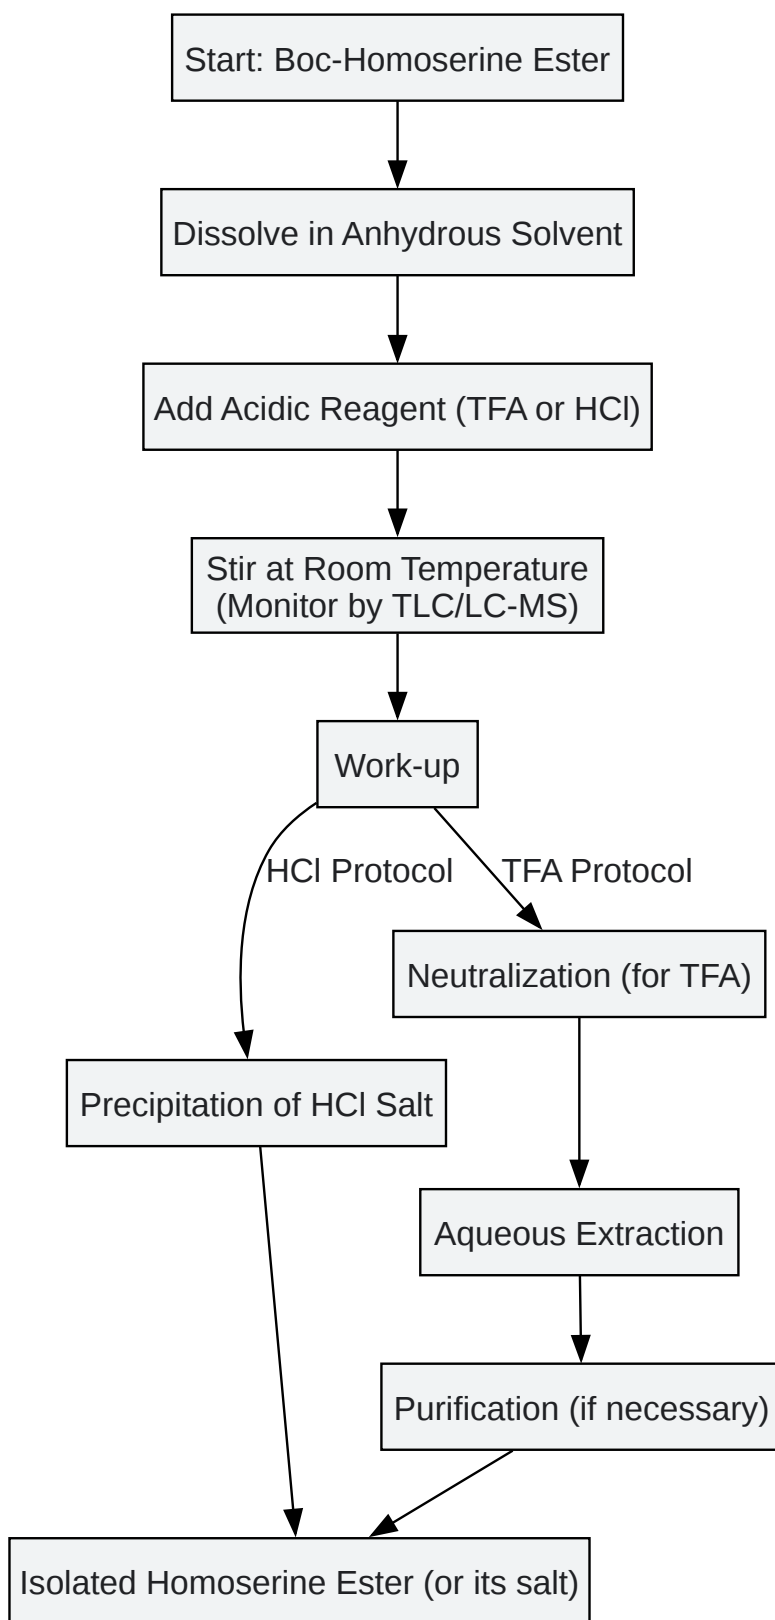 Start: Boc-Homoserine Ester
Dissolve in Anhydrous Solvent
Add Acidic Reagent (TFA or HCl)
Stir at Room Temperature
(Monitor by TLC/LC-MS)
Work-up
HCl Protocol
TFA Protocol
Neutralization (for TFA)
Precipitation of HCl Salt
Aqueous Extraction
Purification (if necessary)
Isolated Homoserine Ester (or its salt)